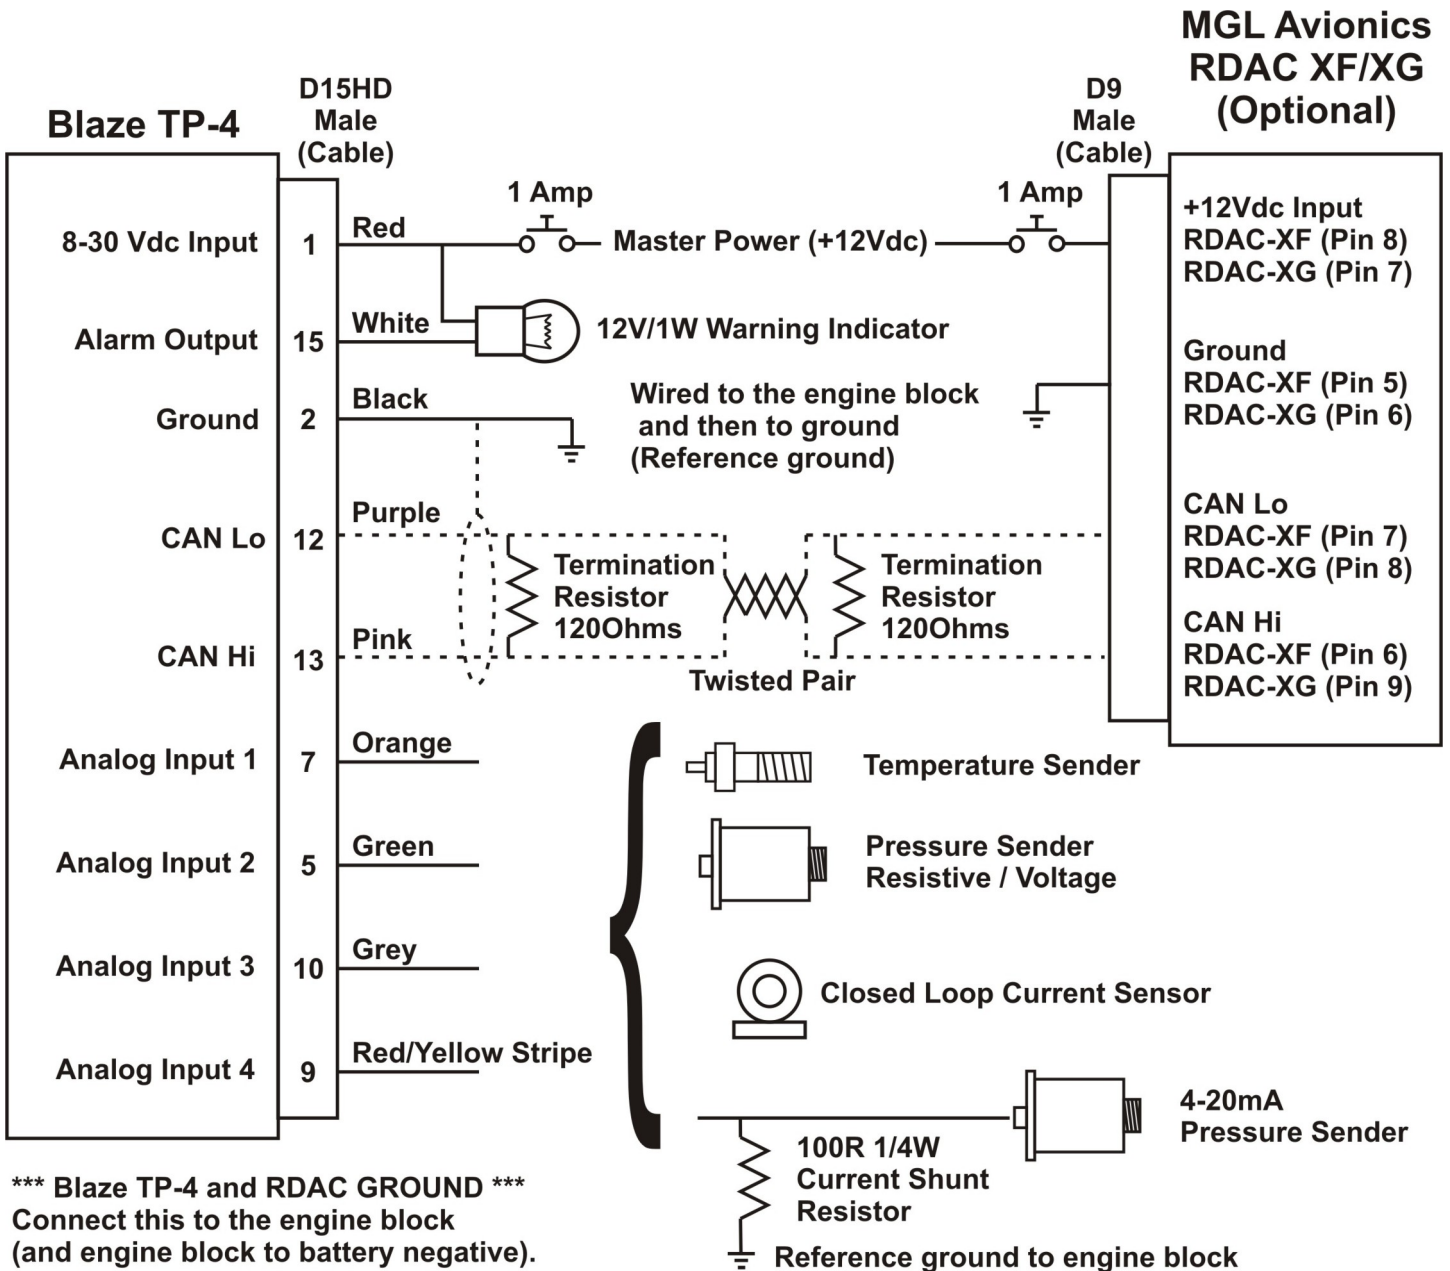 MGL Avionics
RDAC XF/XG
(Optional)
D15HD
Male
(Cable)
D9
Male
(Cable)
Blaze TP-4
8-30 Vdc Input
1
Red
1 Amp
Master Power (+12Vdc)
1 Amp
+12Vdc Input
RDAC-XF (Pin 8)
RDAC-XG (Pin 7)
Alarm Output
15
White
12V/1W Warning Indicator
Ground
2
Black
Wired to the engine block
and then to ground
(Reference ground)
Ground
RDAC-XF (Pin 5)
RDAC-XG (Pin 6)
CAN Lo
12
Purple
Termination
Resistor
120Ohms
Termination
Resistor
120Ohms
CAN Lo
RDAC-XF (Pin 7)
RDAC-XG (Pin 8)
CAN Hi
13
Pink
Twisted Pair
CAN Hi
RDAC-XF (Pin 6)
RDAC-XG (Pin 9)
Analog Input 1
7
Orange
Temperature Sender
Analog Input 2
5
Green
Pressure Sender
Resistive / Voltage
Analog Input 3
10
Grey
Closed Loop Current Sensor
Analog Input 4
9
Red/Yellow Stripe
4-20mA
Pressure Sender
100R 1/4W
Current Shunt
Resistor
Reference ground to engine block
*** Blaze TP-4 and RDAC GROUND ***
Connect this to the engine block
(and engine block to battery negative).